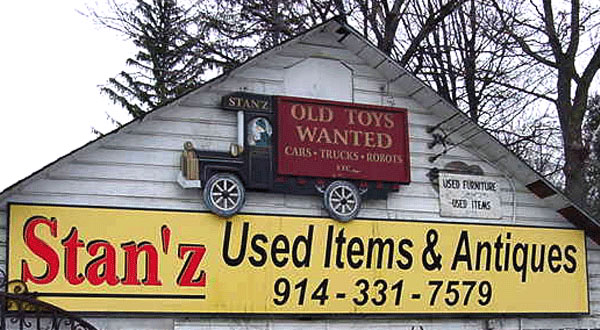 STAN'Z
OLD TOYS
WANTED
CARS • TRUCKS • ROBOTS
ETC.
USED FURNITURE
USED ITEMS
Stan'z Used Items & Antiques
914 - 331 - 7579